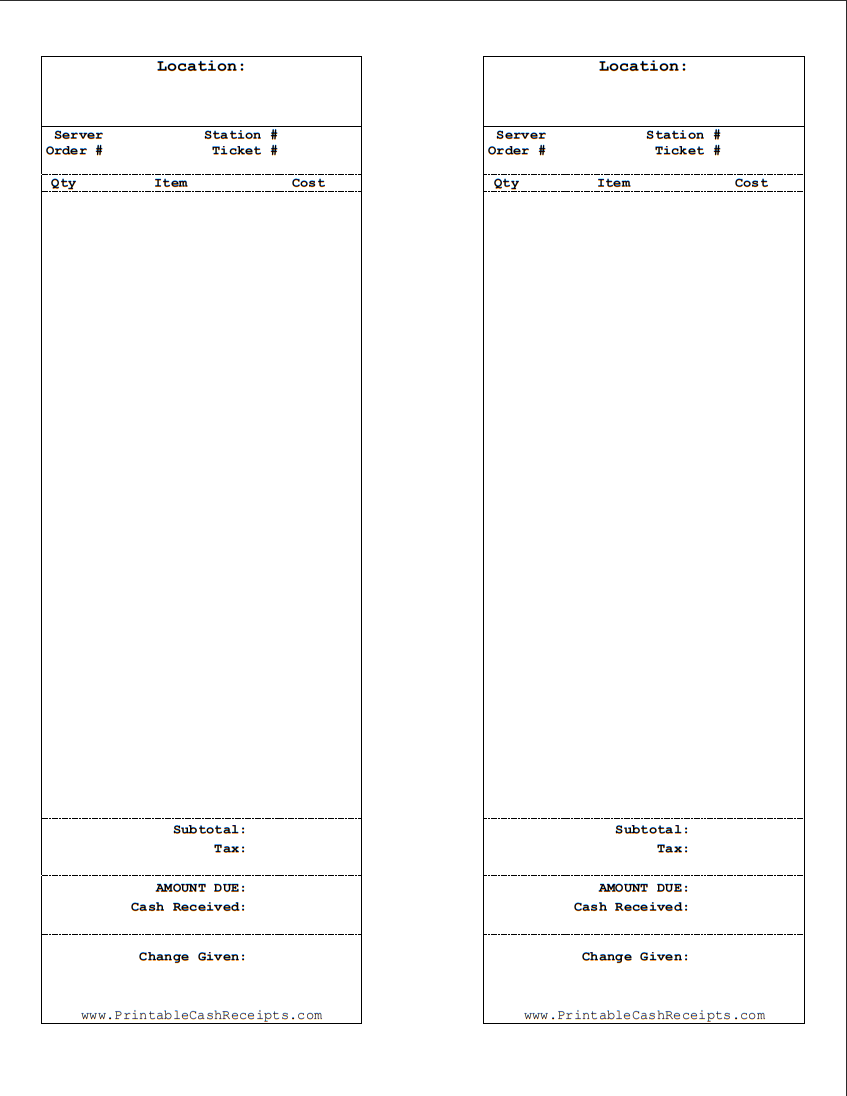 Location:
Server Station #
Order # Ticket #
Qty Item Cost
Subtotal:
Tax:
AMOUNT DUE:
Cash Received:
Change Given:
www.PrintableCashReceipts.com
Location:
Server Station #
Order # Ticket #
Qty Item Cost
Subtotal:
Tax:
AMOUNT DUE:
Cash Received:
Change Given:
www.PrintableCashReceipts.com